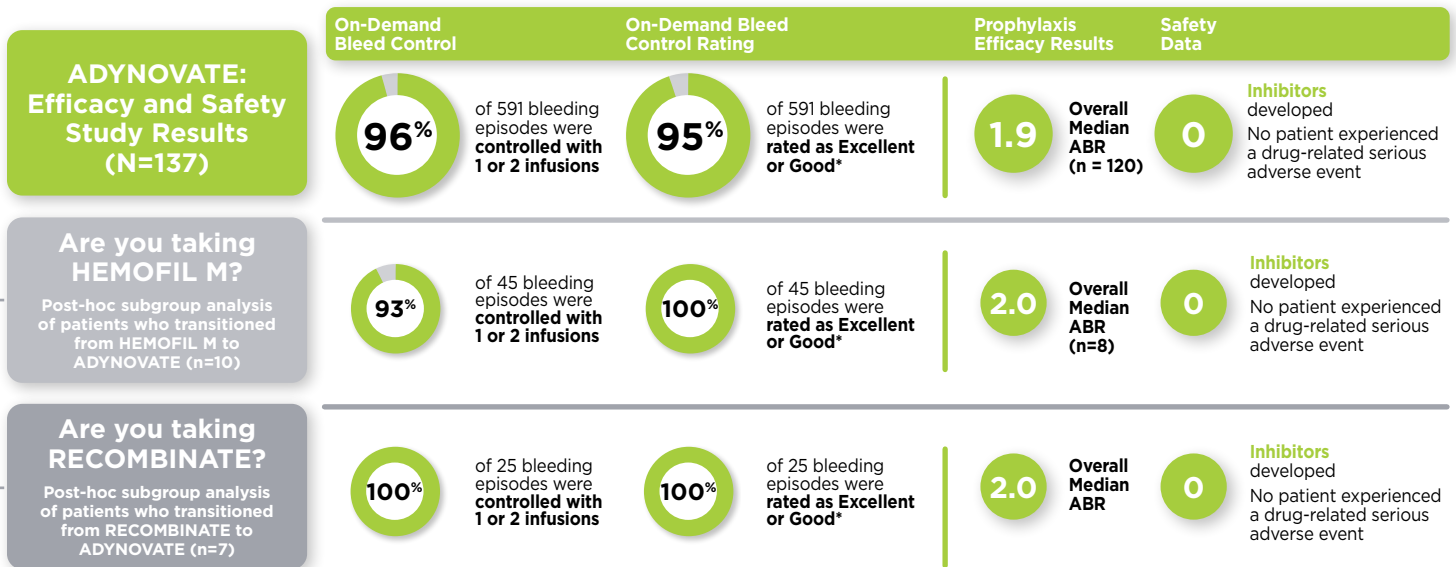 On-Demand
Bleed Control
On-Demand Bleed
Control Rating
Prophylaxis
Efficacy Results
Safety
Data
ADYNOVATE:
Efficacy and Safety
Study Results
(N=137)
96%
of 591 bleeding
episodes were
controlled with
1 or 2 infusions
95%
of 591 bleeding
episodes were
rated as Excellent
or Good*
1.9
Overall
Median
ABR
(n = 120)
0
Inhibitors
developed
No patient experienced
a drug-related serious
adverse event
Are you taking
HEMOFIL M?
Post-hoc subgroup analysis
of patients who transitioned
from HEMOFIL M to
ADYNOVATE (n=10)
93%
of 45 bleeding
episodes were
controlled with
1 or 2 infusions
100%
of 45 bleeding
episodes were
rated as Excellent
or Good*
2.0
Overall
Median
ABR
(n=8)
0
Inhibitors
developed
No patient experienced
a drug-related serious
adverse event
Are you taking
RECOMBINATE?
Post-hoc subgroup analysis
of patients who transitioned
from RECOMBINATE to
ADYNOVATE (n=7)
100%
of 25 bleeding
episodes were
controlled with
1 or 2 infusions
100%
of 25 bleeding
episodes were
rated as Excellent
or Good*
2.0
Overall
Median
ABR
0
Inhibitors
developed
No patient experienced
a drug-related serious
adverse event